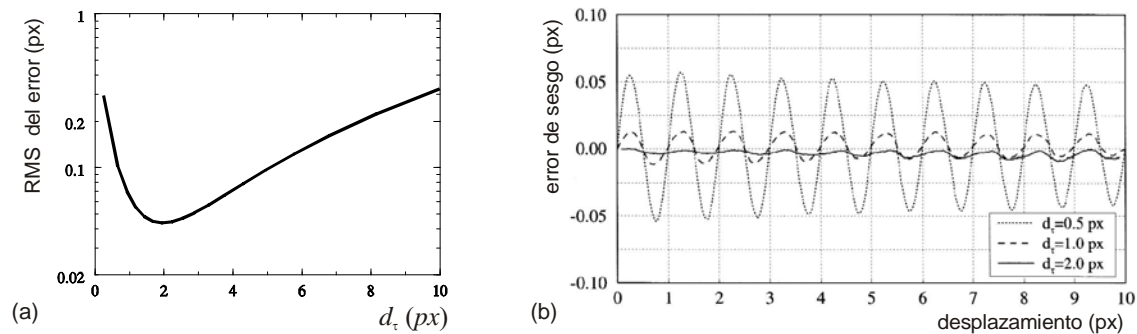 1
0.2
0.1
0.02
RMS del error (px)
0 2 4 6 8 10
dτ (px)
(a)
0.10
0.05
0.00
-0.05
-0.10
error de sesgo (px)
dτ=0.5 px
dτ=1.0 px
dτ=2.0 px
0 1 2 3 4 5 6 7 8 9 10
desplazamiento (px)
(b)